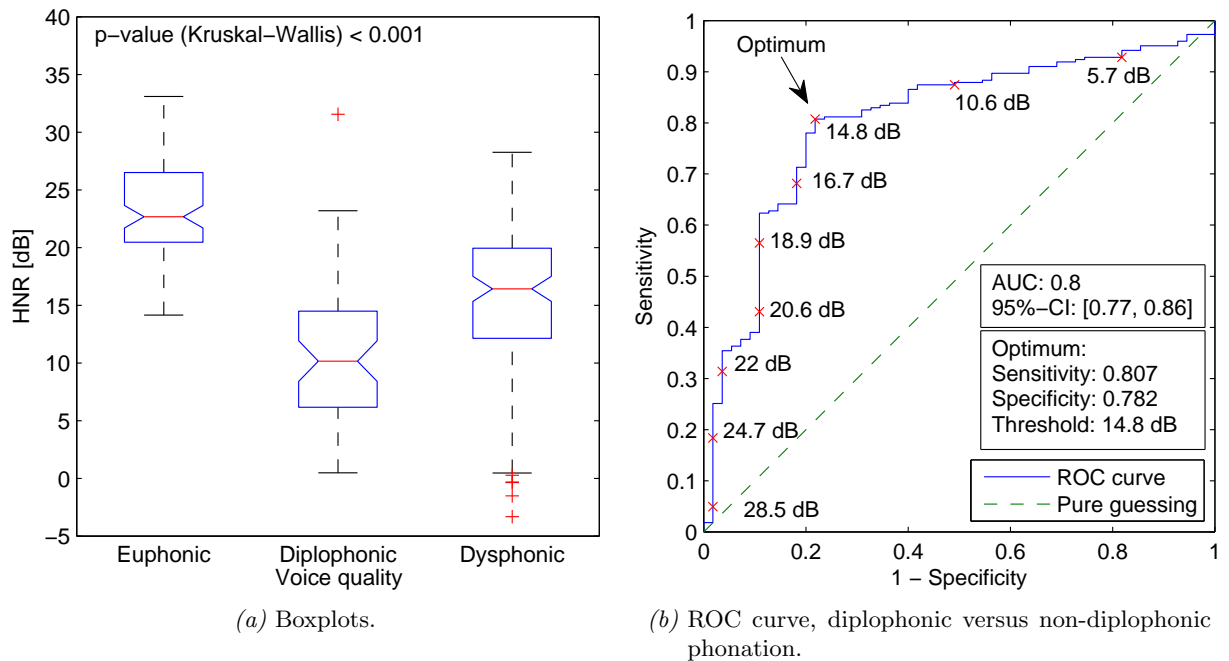 p−value (Kruskal−Wallis) < 0.001
40
35
30
25
20
15
10
5
0
−5
HNR [dB]
Euphonic
Diplophonic
Dysphonic
Voice quality
(a) Boxplots.
1
0.9
0.8
0.7
0.6
0.5
0.4
0.3
0.2
0.1
0
Sensitivity
Optimum
5.7 dB
10.6 dB
14.8 dB
16.7 dB
18.9 dB
20.6 dB
22 dB
24.7 dB
28.5 dB
AUC: 0.8
95%−CI: [0.77, 0.86]
Optimum:
Sensitivity: 0.807
Specificity: 0.782
Threshold: 14.8 dB
ROC curve
Pure guessing
0
0.2
0.4
0.6
0.8
1
1 − Specificity
(b) ROC curve, diplophonic versus non-diplophonic
phonation.